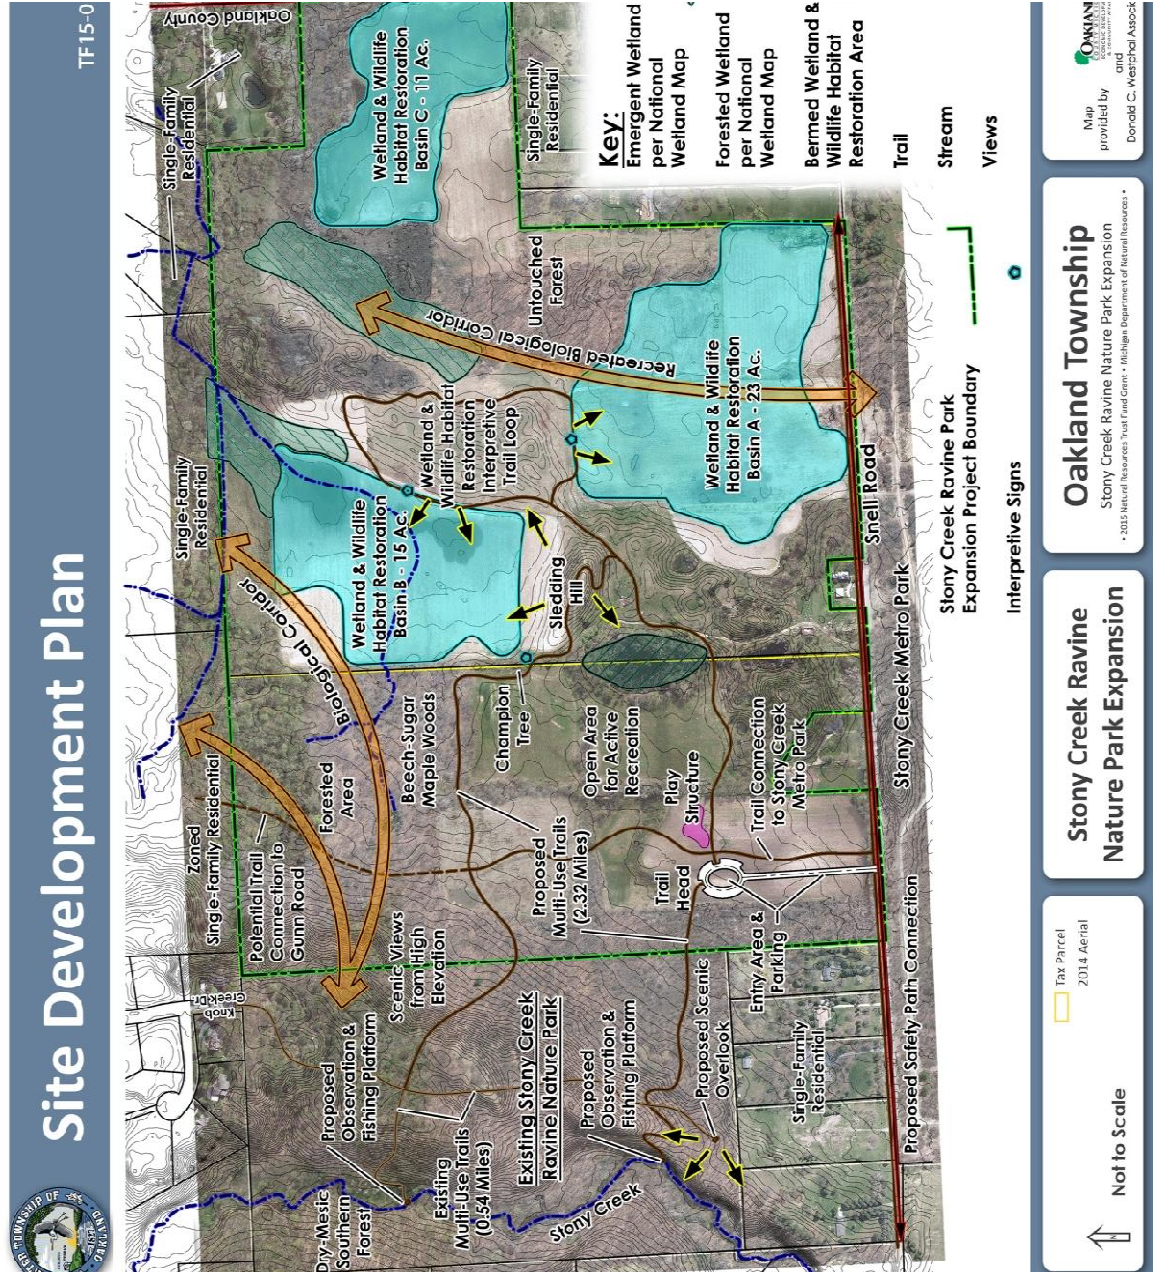 Site Development Plan
TF15-0
TER TOWNSHIP OF
OAKLAND
Knob
Creek Dr.
Zoned
Single-Family Residential
Single-Family
Residential
Single-Family
Residential
Oakland County
Potential Trail
Connection to
Gunn Road
Biological Corridor
Forested
Area
Wetland & Wildlife
Habitat Restoration
Basin B - 15 Ac.
Wetland & Wildlife
Habitat Restoration
Basin C - 11 Ac.
Dry-Mesic
Southern
Forest
Proposed
Observation &
Fishing Platform
Scenic Views
from High
Elevation
Beech-Sugar
Maple Woods
Wetland &
Wildlife Habitat
Restoration
Interpretive
Trail Loop
Recreated Biological Corridor
Existing
Multi-Use Trails
(0.54 Miles)
Existing Stony Creek
Ravine Nature Park
Proposed
Multi-Use Trails
(2.32 Miles)
Champion
Tree
Sledding
Hill
Untouched
Forest
Single-Family
Residential
Stony Creek
Proposed
Observation &
Fishing Platform
Open Area
for Active
Recreation
Trail
Head
Play
Structure
Proposed Scenic
Overlook
Entry Area &
Parking
Trail Connection
to Stony Creek
Metro Park
Wetland & Wildlife
Habitat Restoration
Basin A - 23 Ac.
Single-Family
Residential
Snell Road
Proposed Safety Path Connection
Stony Creek Metro Park
Key:
Emergent Wetland
per National
Wetland Map
Forested Wetland
per National
Wetland Map
Bermed Wetland &
Wildlife Habitat
Restoration Area
Trail
Stream
Views
Stony Creek Ravine Park
Expansion Project Boundary
Interpretive Signs
N
Not to Scale
Tax Parcel
2014 Aerial
Stony Creek Ravine
Nature Park Expansion
Oakland Township
Stony Creek Ravine Nature Park Expansion
• 2015 Natural Resources Trust Fund Grant • Michigan Department of Natural Resources •
Map
provided by
OAKLAND
and
Donald C. Westphal Associ